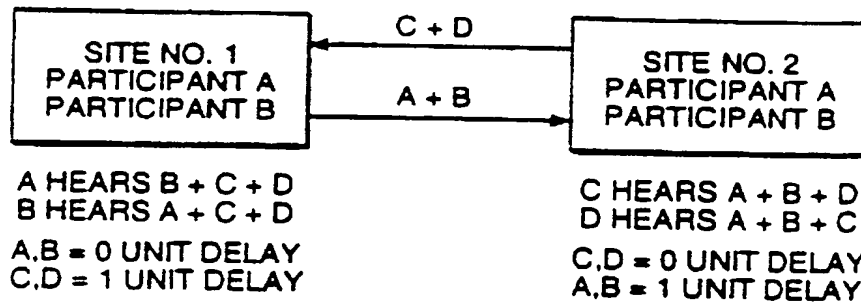 C + D
SITE NO. 1
PARTICIPANT A
PARTICIPANT B
A + B
SITE NO. 2
PARTICIPANT A
PARTICIPANT B
A HEARS B + C + D
B HEARS A + C + D
A,B = 0 UNIT DELAY
C,D = 1 UNIT DELAY
C HEARS A + B + D
D HEARS A + B + C
C,D = 0 UNIT DELAY
A,B = 1 UNIT DELAY